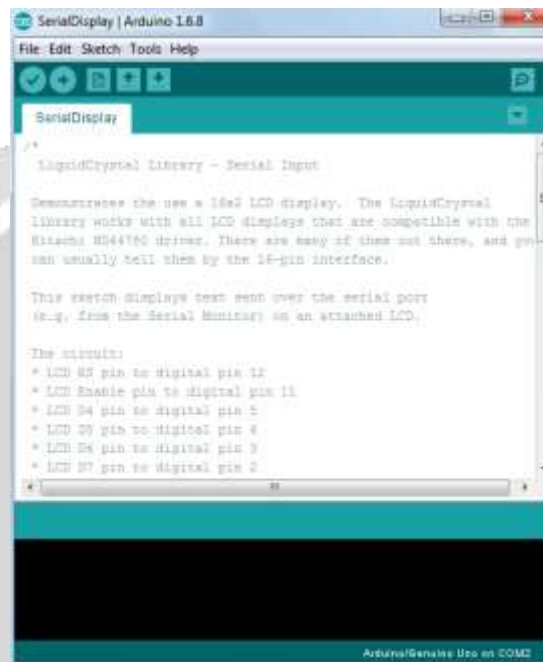 SerialDisplay | Arduino 1.6.8
File Edit Sketch Tools Help
SerialDisplay
/*
LiquidCrystal Library - Serial Input
Demonstrates the use a 16x2 LCD display. The LiquidCrystal
library works with all LCD displays that are compatible with the
Hitachi HD44780 driver. There are many of them out there, and yo
can usually tell them by the 16-pin interface.
This sketch displays text sent over the serial port
(e.g. from the Serial Monitor) on an attached LCD.
The circuit:
* LCD RS pin to digital pin 12
* LCD Enable pin to digital pin 11
* LCD D4 pin to digital pin 5
* LCD D5 pin to digital pin 4
* LCD D6 pin to digital pin 3
* LCD D7 pin to digital pin 2
Arduino/Genuino Uno on COM2